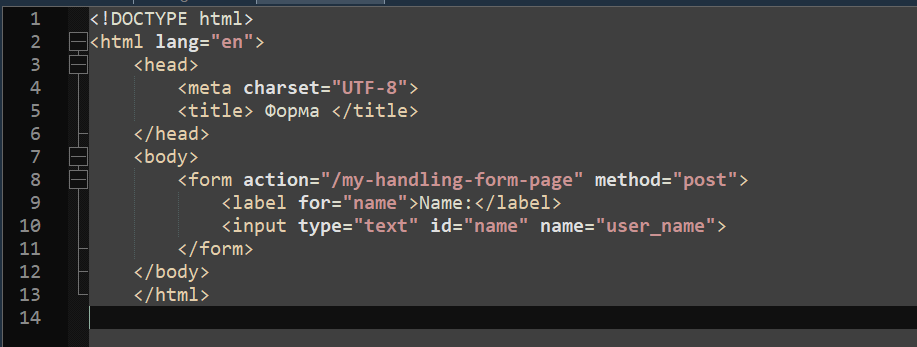 1 <!DOCTYPE html>
2 <html lang="en">
3 <head>
4 <meta charset="UTF-8">
5 <title> Форма </title>
6 </head>
7 <body>
8 <form action="/my-handling-form-page" method="post">
9 <label for="name">Name:</label>
10 <input type="text" id="name" name="user_name">
11 </form>
12 </body>
13 </html>
14